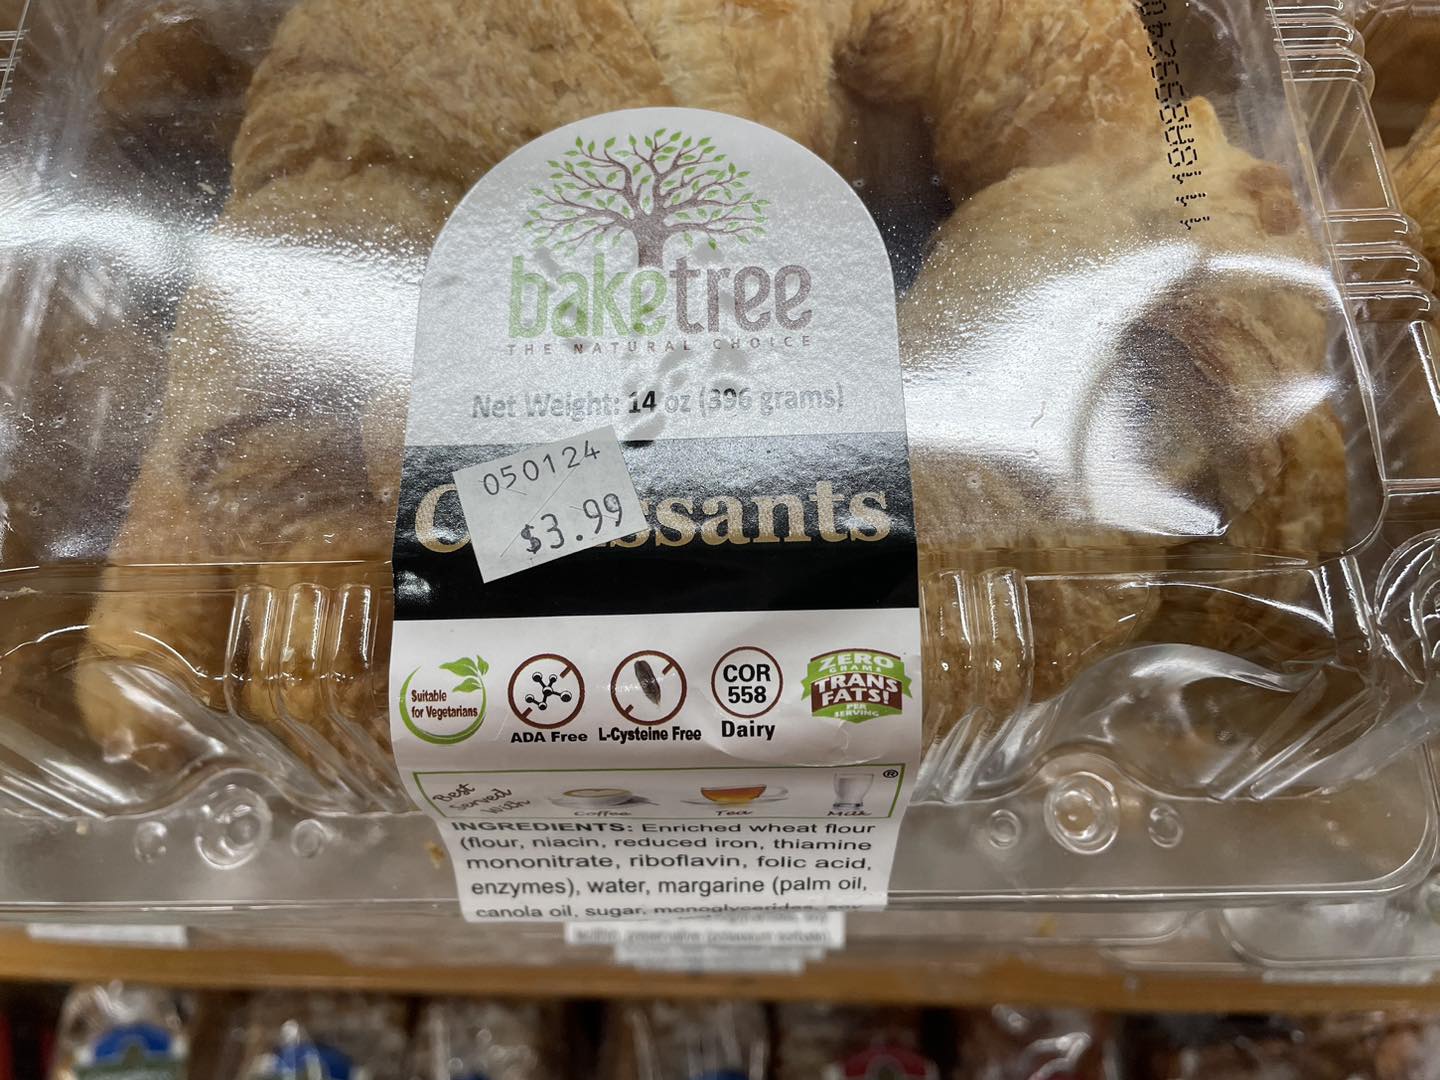 baketree
THE NATURAL CHOICE
Net Weight: 14 oz (396 grams)
050124
$3.99
ssants
Suitable
for Vegetarians
ADA Free
L-Cysteine Free
COR
558
Dairy
ZERO
GRAMS
TRANS
FATS!
PER
SERVING
®
Best
Served
With
Coffee
Tea
Milk
INGREDIENTS: Enriched wheat flour
(flour, niacin, reduced iron, thiamine
mononitrate, riboflavin, folic acid,
enzymes), water, margarine (palm oil,
canola oil, sugar, monoglycerides, soy